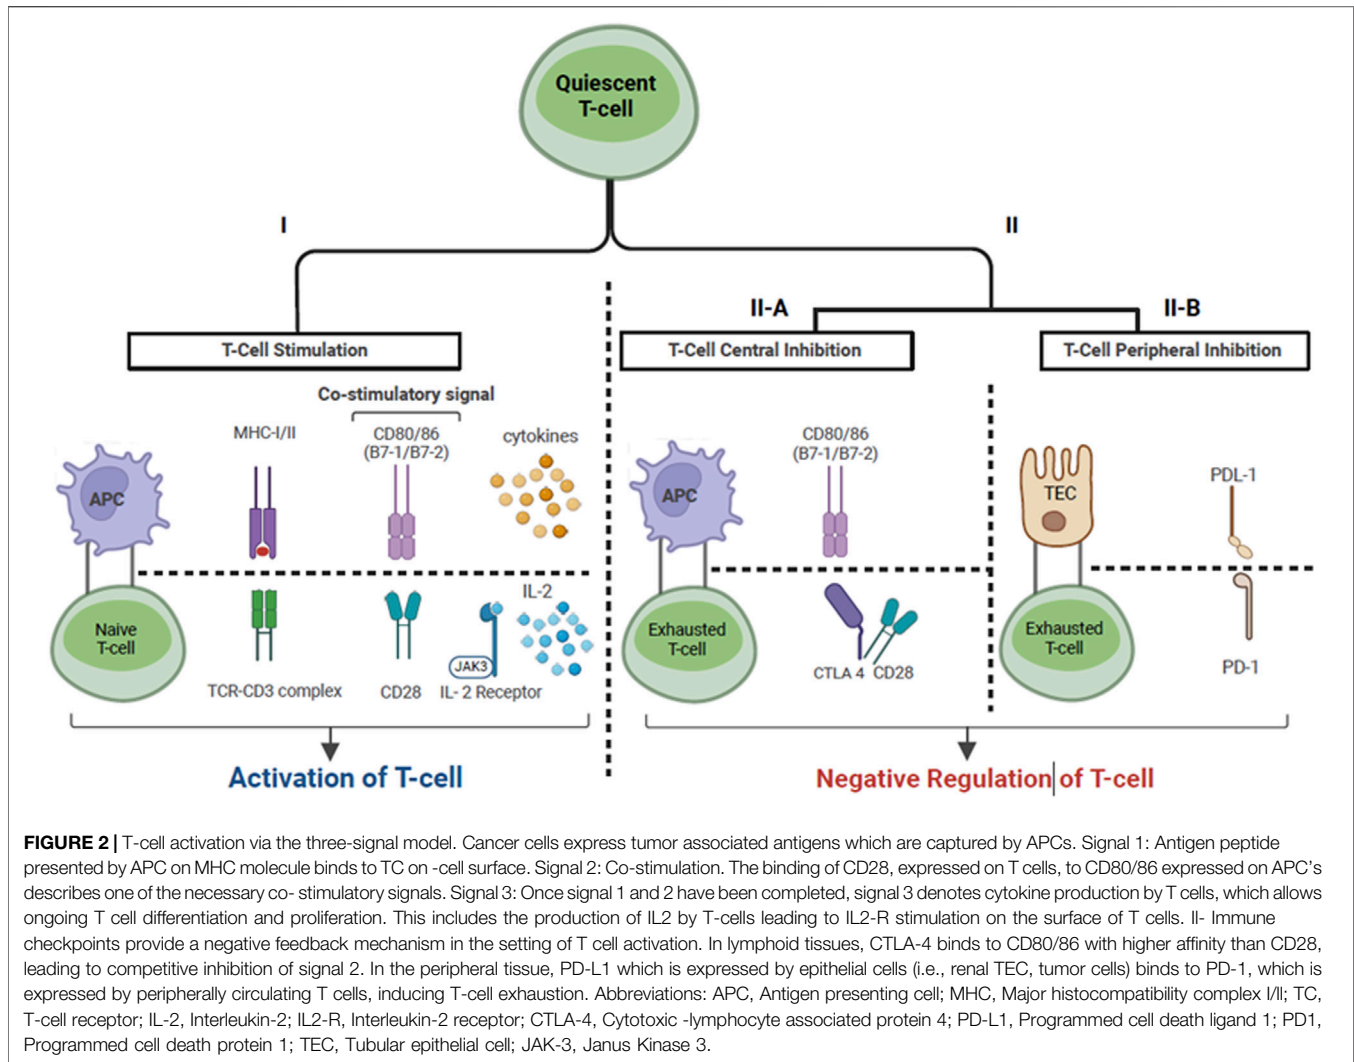 Quiescent
T-cell
I
II
II-A
II-B
T-Cell Stimulation
T-Cell Central Inhibition
T-Cell Peripheral Inhibition
Co-stimulatory signal
MHC-I/II
CD80/86
(B7-1/B7-2)
cytokines
APC
Naive
T-cell
TCR-CD3 complex
CD28
JAK3
IL- 2 Receptor
IL-2
CD80/86
(B7-1/B7-2)
APC
Exhausted
T-cell
CTLA 4
CD28
TEC
PDL-1
Exhausted
T-cell
PD-1
Activation of T-cell
Negative Regulation of T-cell
FIGURE 2 | T-cell activation via the three-signal model. Cancer cells express tumor associated antigens which are captured by APCs. Signal 1: Antigen peptide
presented by APC on MHC molecule binds to TC on -cell surface. Signal 2: Co-stimulation. The binding of CD28, expressed on T cells, to CD80/86 expressed on APC's
describes one of the necessary co- stimulatory signals. Signal 3: Once signal 1 and 2 have been completed, signal 3 denotes cytokine production by T cells, which allows
ongoing T cell differentiation and proliferation. This includes the production of IL2 by T-cells leading to IL2-R stimulation on the surface of T cells. II- Immune
checkpoints provide a negative feedback mechanism in the setting of T cell activation. In lymphoid tissues, CTLA-4 binds to CD80/86 with higher affinity than CD28,
leading to competitive inhibition of signal 2. In the peripheral tissue, PD-L1 which is expressed by epithelial cells (i.e., renal TEC, tumor cells) binds to PD-1, which is
expressed by peripherally circulating T cells, inducing T-cell exhaustion. Abbreviations: APC, Antigen presenting cell; MHC, Major histocompatibility complex I/II; TC,
T-cell receptor; IL-2, Interleukin-2; IL2-R, Interleukin-2 receptor; CTLA-4, Cytotoxic -lymphocyte associated protein 4; PD-L1, Programmed cell death ligand 1; PD1,
Programmed cell death protein 1; TEC, Tubular epithelial cell; JAK-3, Janus Kinase 3.